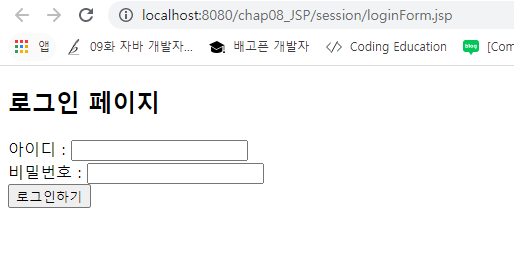 localhost:8080/chap08_JSP/session/loginForm.jsp
앱 09화 자바 개발자... 배고픈 개발자 Coding Education blog [Com
로그인 페이지
아이디 :
비밀번호 :
로그인하기